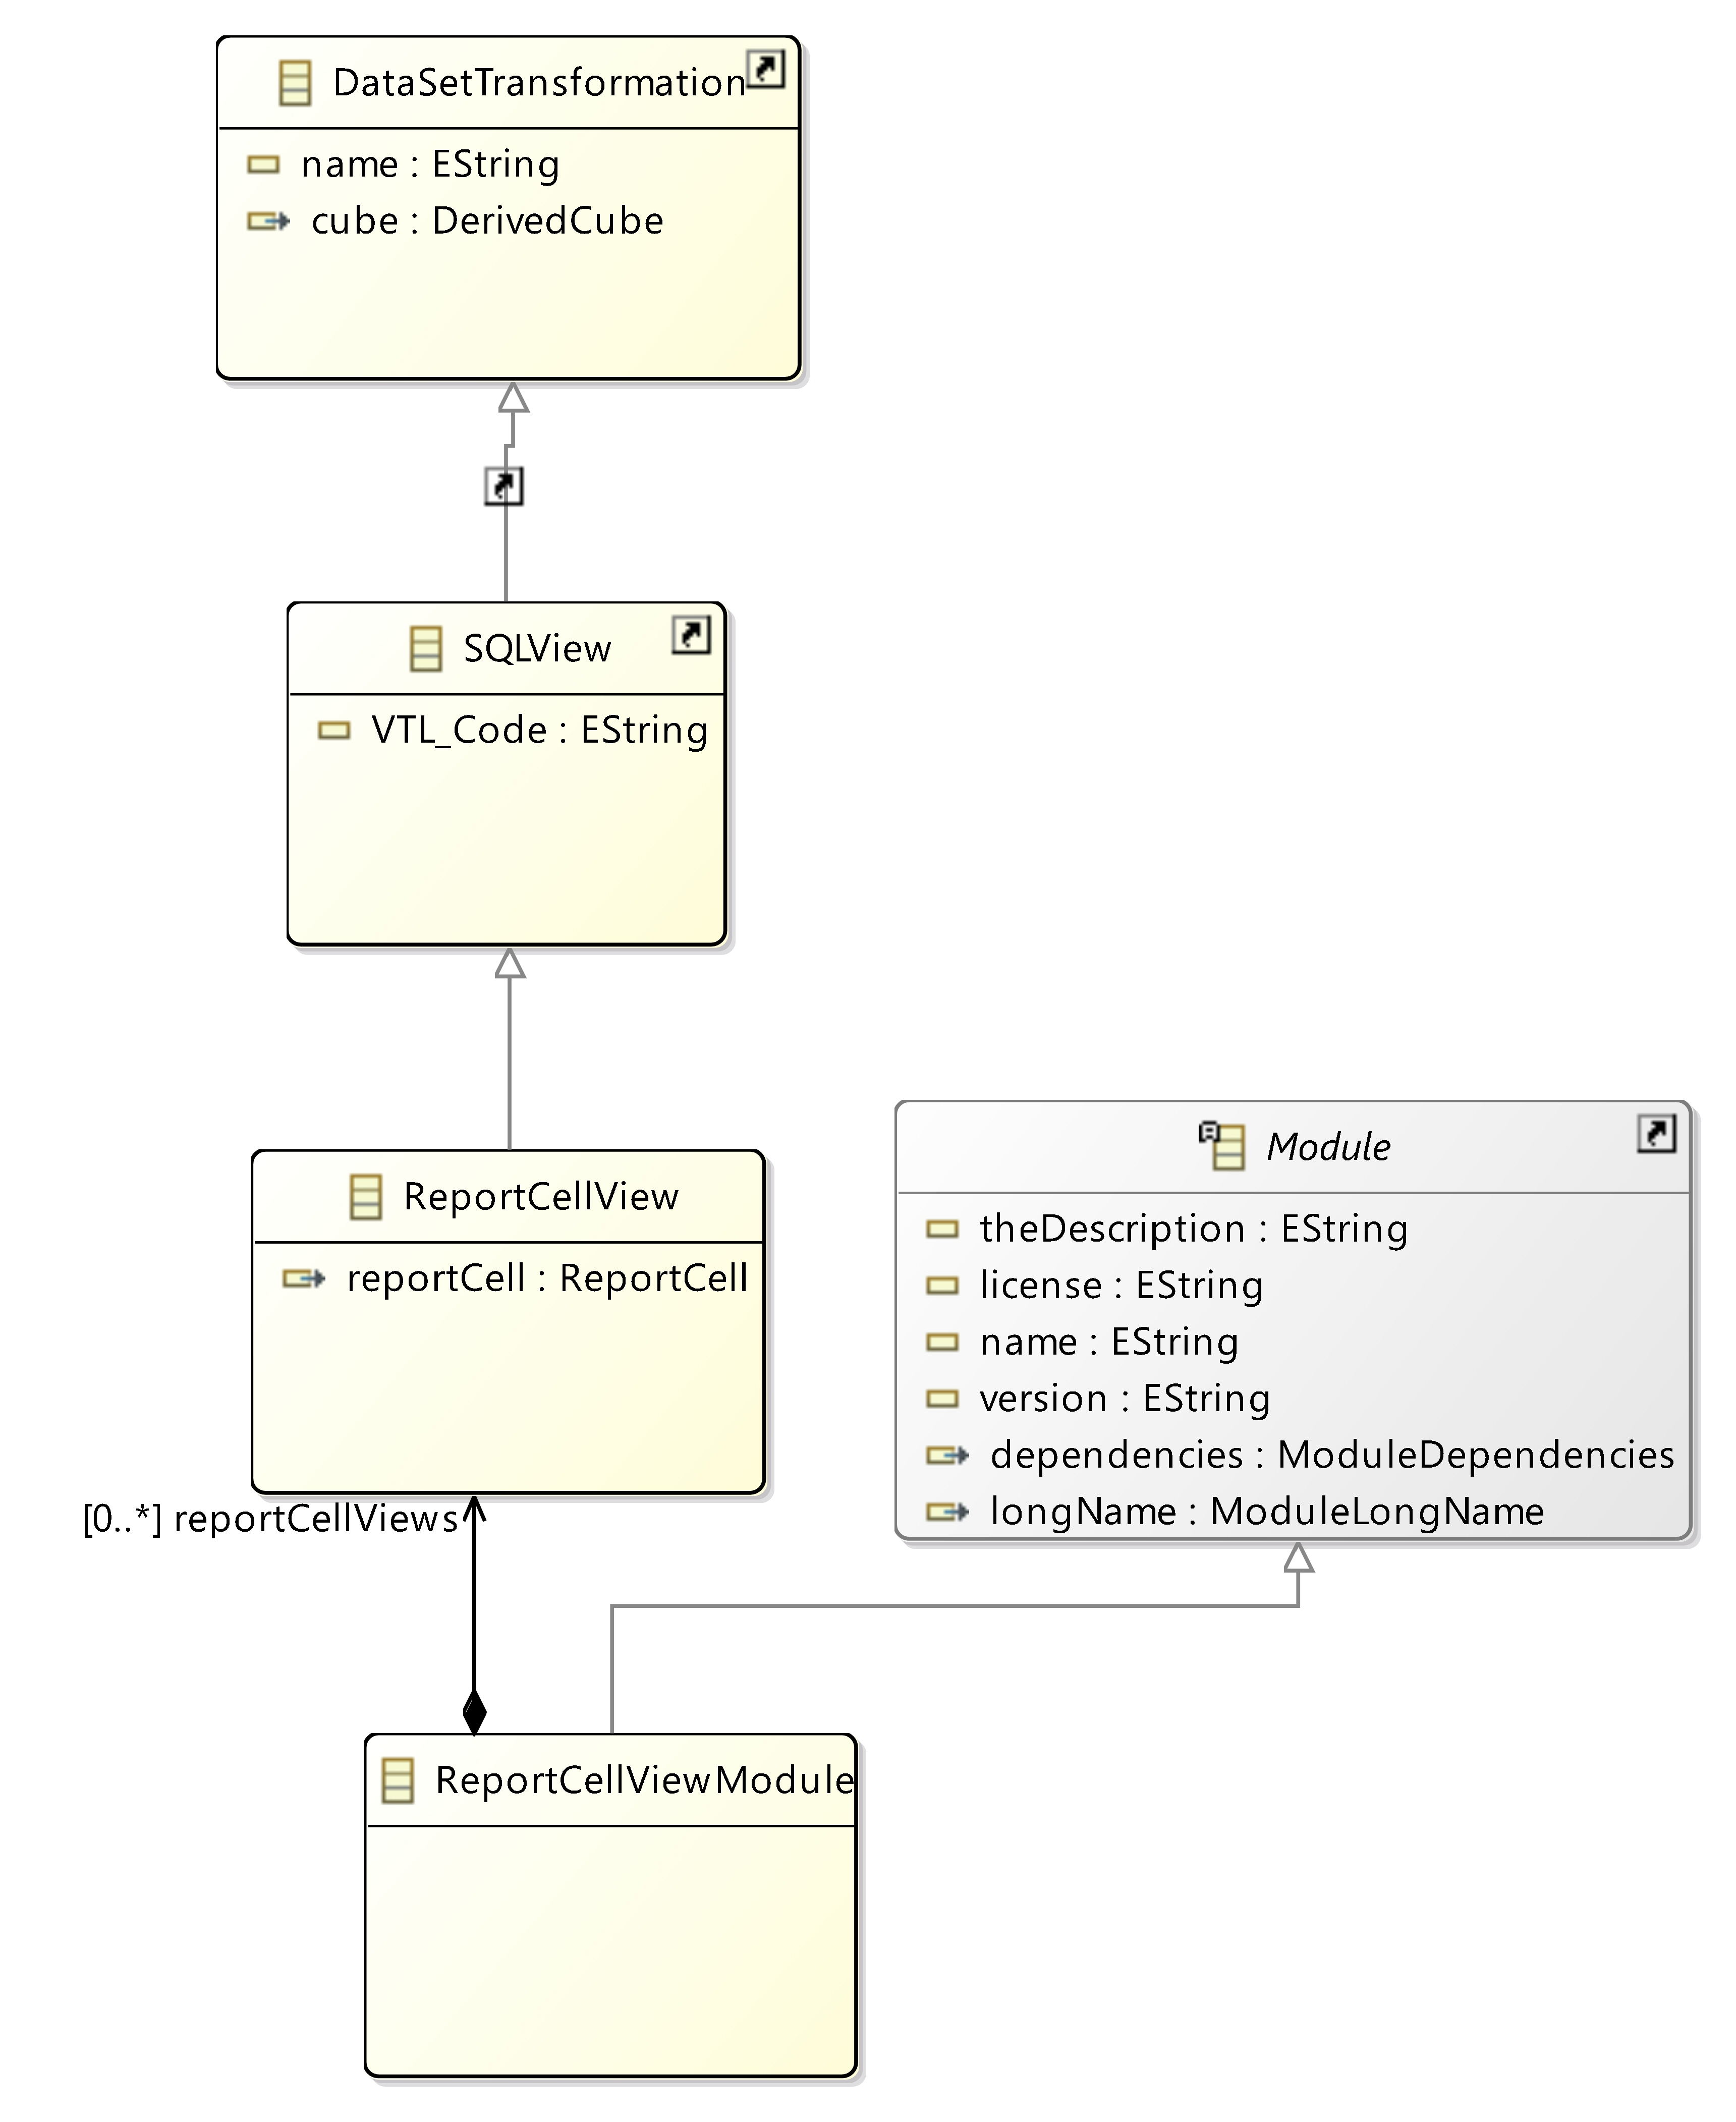 DataSetTransformation
name : EString
cube : DerivedCube
SQLView
VTL_Code : EString
ReportCellView
reportCell : ReportCell
Module
theDescription : EString
license : EString
name : EString
version : EString
dependencies : ModuleDependencies
longName : ModuleLongName
[0..*] reportCellViews
ReportCellViewModule